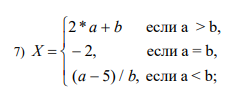 2 * a + b если a > b,
7) X = { – 2, если a = b,
(a – 5) / b, если a < b;